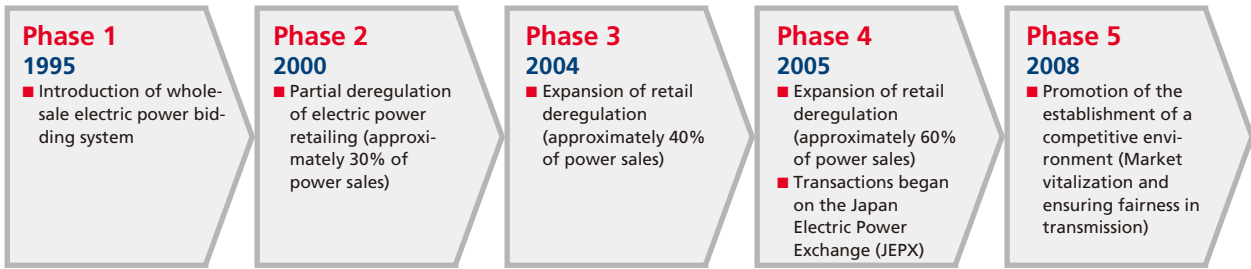 Phase 1
1995
■ Introduction of whole-
sale electric power bid-
ding system
Phase 2
2000
■ Partial deregulation
of electric power
retailing (approxi-
mately 30% of
power sales)
Phase 3
2004
■ Expansion of retail
deregulation
(approximately 40%
of power sales)
Phase 4
2005
■ Expansion of retail
deregulation
(approximately 60%
of power sales)
■ Transactions began
on the Japan
Electric Power
Exchange (JEPX)
Phase 5
2008
■ Promotion of the
establishment of a
competitive envi-
ronment (Market
vitalization and
ensuring fairness in
transmission)